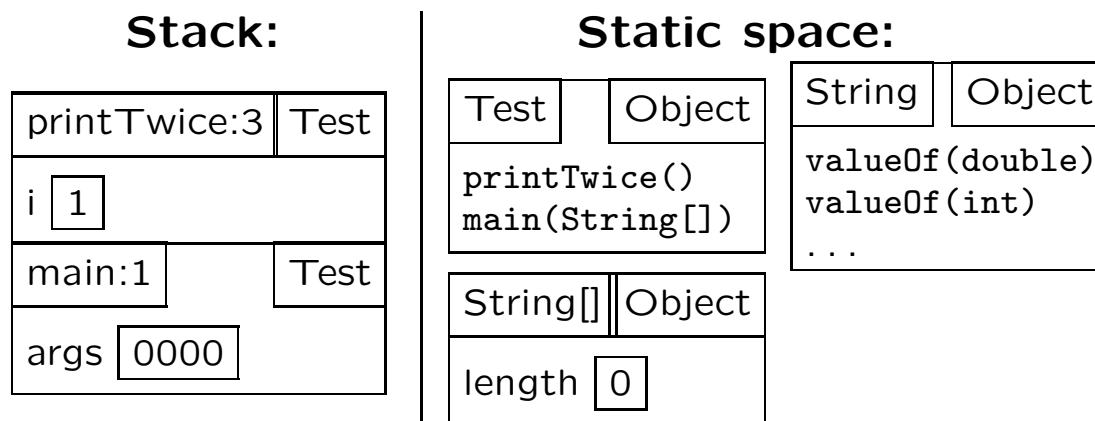 Stack:
printTwice:3 Test
i 1
main:1 Test
args 0000
Static space:
Test Object
printTwice()
main(String[])
String[] Object
length 0
String Object
valueOf(double)
valueOf(int)
...